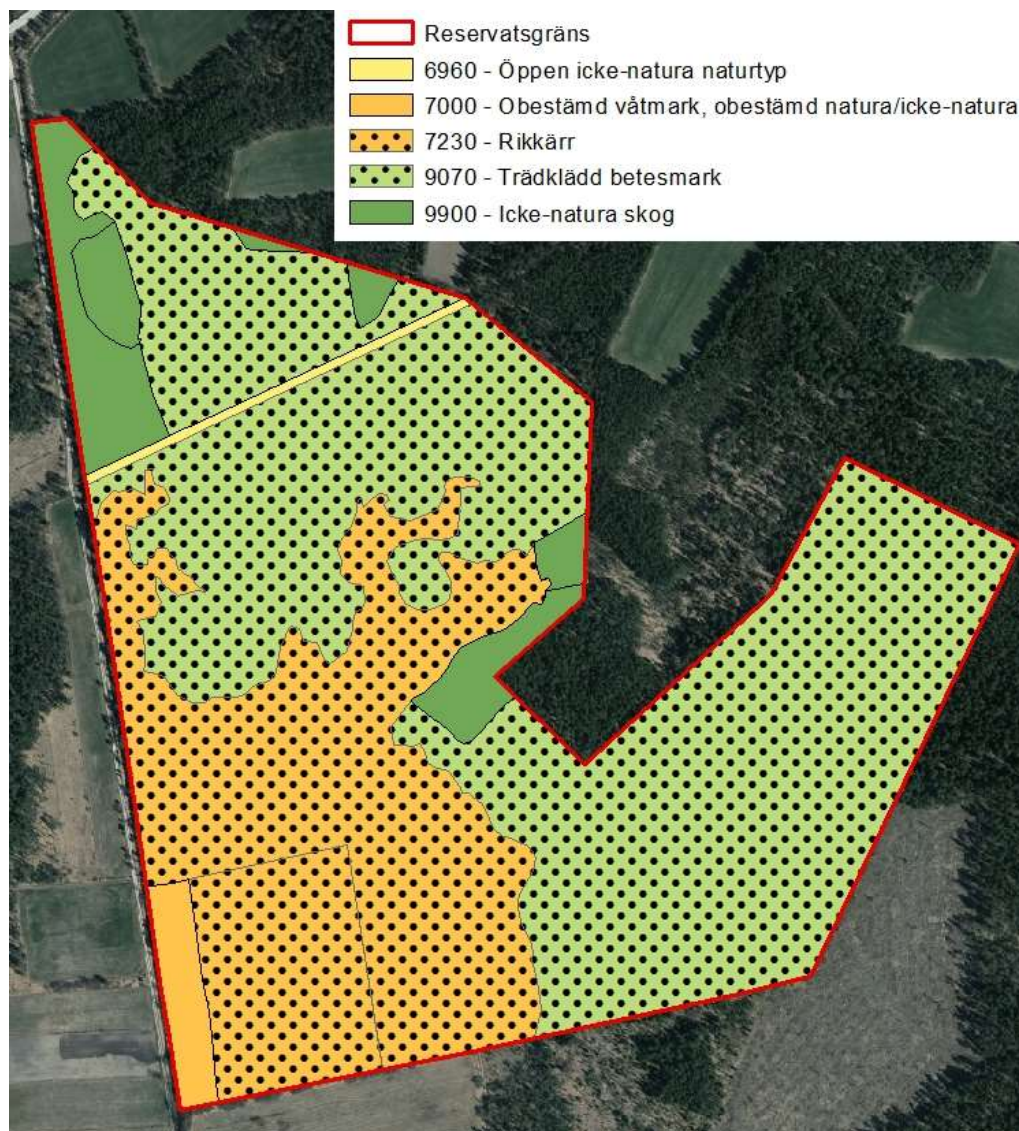 Reservatsgräns
6960 - Öppen icke-natura naturtyp
7000 - Obestämd våtmark, obestämd natura/icke-natura
7230 - Rikkärr
9070 - Trädklädd betesmark
9900 - Icke-natura skog